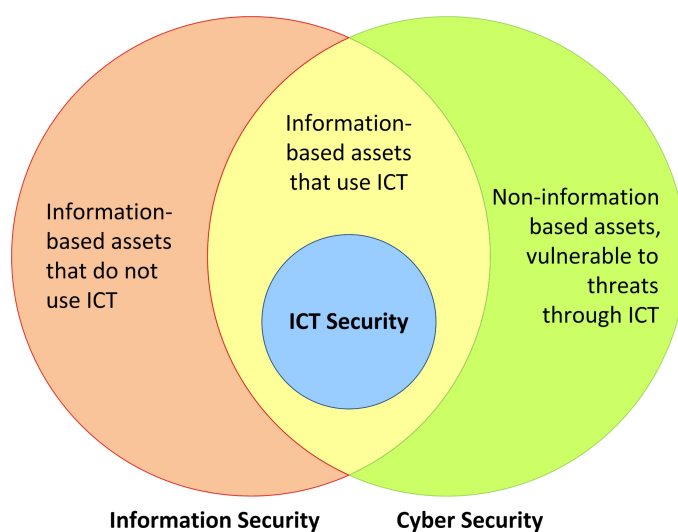 Information-
based assets
that use ICT
Information-
based assets
that do not
use ICT
Non-information
based assets,
vulnerable to
threats
through ICT
ICT Security
Information Security
Cyber Security